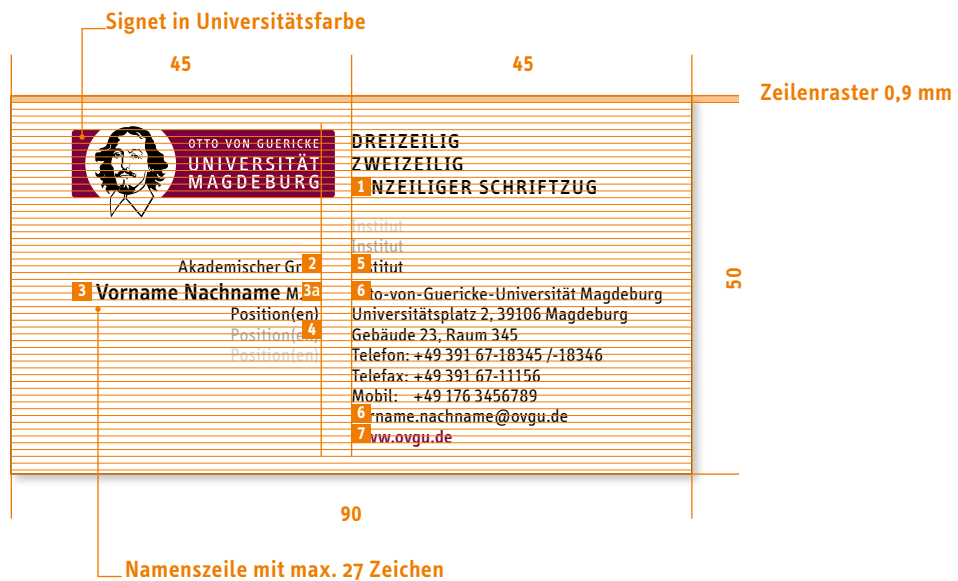 Signet in Universitätsfarbe
45
45
Zeilenraster 0,9 mm
OTTO VON GUERICKE
UNIVERSITÄT
MAGDEBURG
DREIZEILIG
ZWEIZEILIG
1 NZEILIGER SCHRIFTZUG
Institut
Institut
Akademischer Gr 2
5 titut
3 Vorname Nachname M. 3a
Position(en)
Position(e 4
Position(en)
6 to-von-Guericke-Universität Magdeburg
Universitätsplatz 2, 39106 Magdeburg
Gebäude 23, Raum 345
Telefon: +49 391 67-18345 /-18346
Telefax: +49 391 67-11156
Mobil: +49 176 3456789
6 rname.nachname@ovgu.de
7 vw.ovgu.de
50
90
Namenszeile mit max. 27 Zeichen